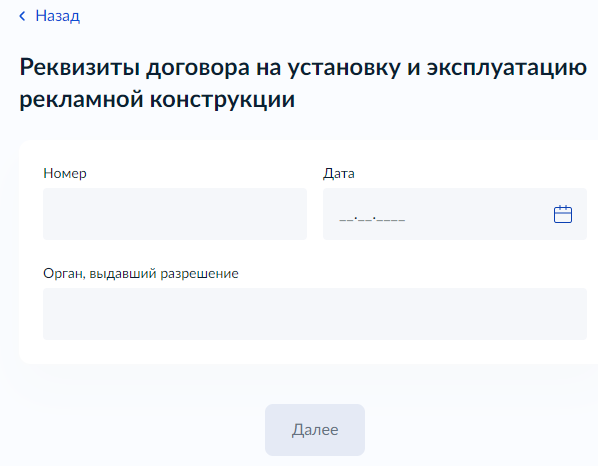 Назад
Реквизиты договора на установку и эксплуатацию
рекламной конструкции
Номер
Дата
__.__.____
Орган, выдавший разрешение
Далее